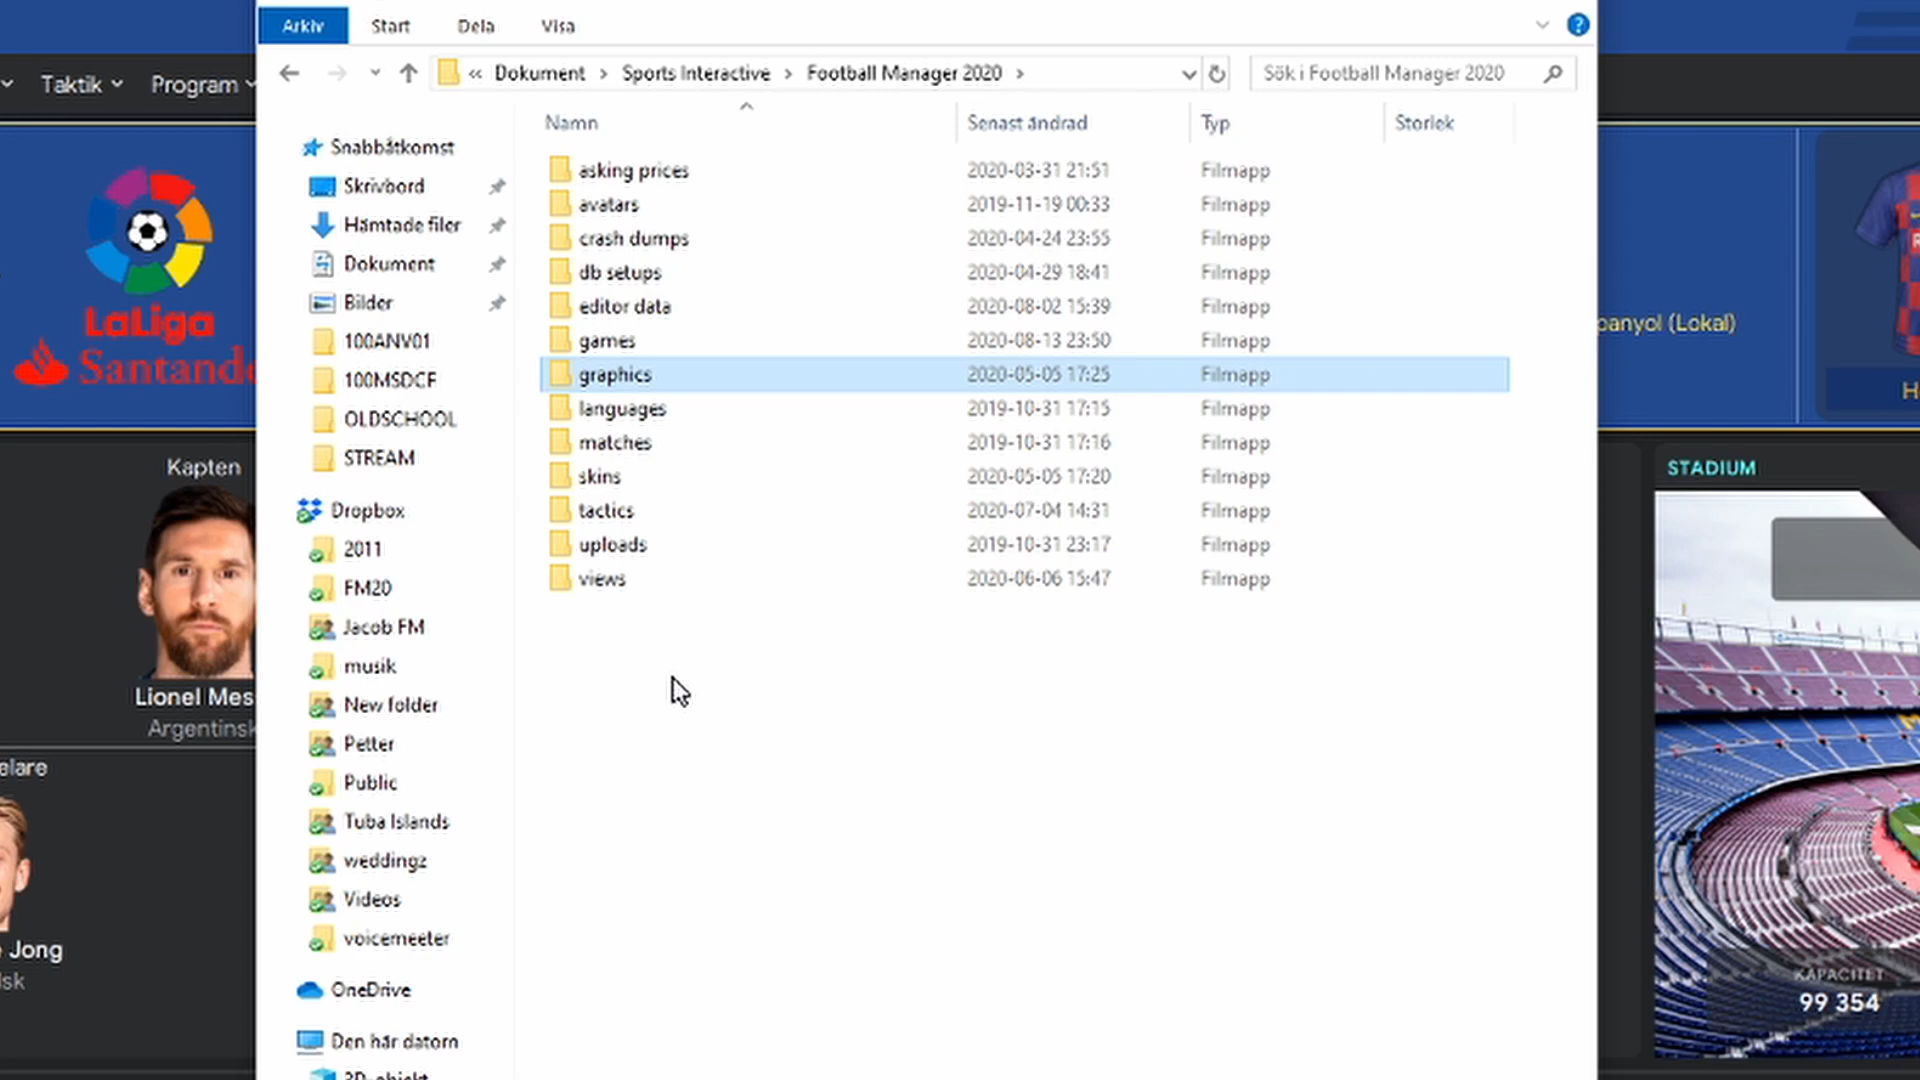 Arkiv Start Dela Visa
Taktik Program
« Dokument › Sports Interactive › Football Manager 2020 ›
Sök i Football Manager 2020
Namn Senast ändrad Typ Storlek
Snabbåtkomst
Skrivbord
Hämtade filer
Dokument
Bilder
100ANV01
100MSDCF
OLDSCHOOL
STREAM
Dropbox
2011
FM20
Jacob FM
musik
New folder
Petter
Public
Tuba Islands
weddingz
Videos
voicemeeter
OneDrive
Den här datorn
3D-objekt
asking prices 2020-03-31 21:51 Filmapp
avatars 2019-11-19 00:33 Filmapp
crash dumps 2020-04-24 23:55 Filmapp
db setups 2020-04-29 18:41 Filmapp
editor data 2020-08-02 15:39 Filmapp
games 2020-08-13 23:50 Filmapp
graphics 2020-05-05 17:25 Filmapp
languages 2019-10-31 17:15 Filmapp
matches 2019-10-31 17:16 Filmapp
skins 2020-05-05 17:20 Filmapp
tactics 2020-07-04 14:31 Filmapp
uploads 2019-10-31 23:17 Filmapp
views 2020-06-06 15:47 Filmapp
LaLiga
Santande
Kapten
Lionel Mes
Argentinsk
elare
Jong
sk
panyol (Lokal)
H
STADIUM
KAPACITET
99 354